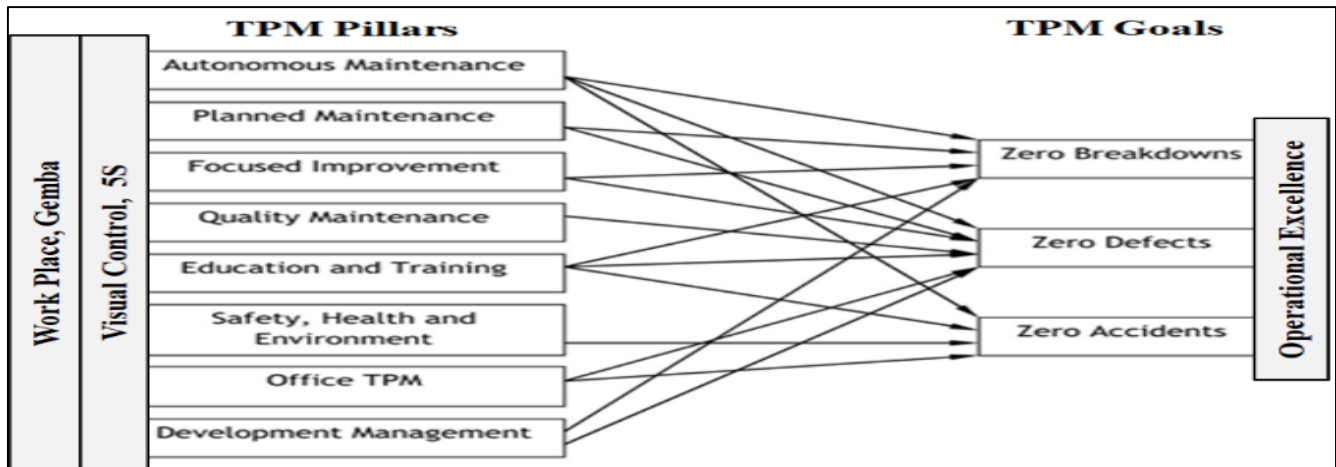 TPM Pillars
TPM Goals
Work Place, Gemba
Visual Control, 5S
Autonomous Maintenance
Planned Maintenance
Focused Improvement
Quality Maintenance
Education and Training
Safety, Health and
Environment
Office TPM
Development Management
Zero Breakdowns
Zero Defects
Zero Accidents
Operational Excellence